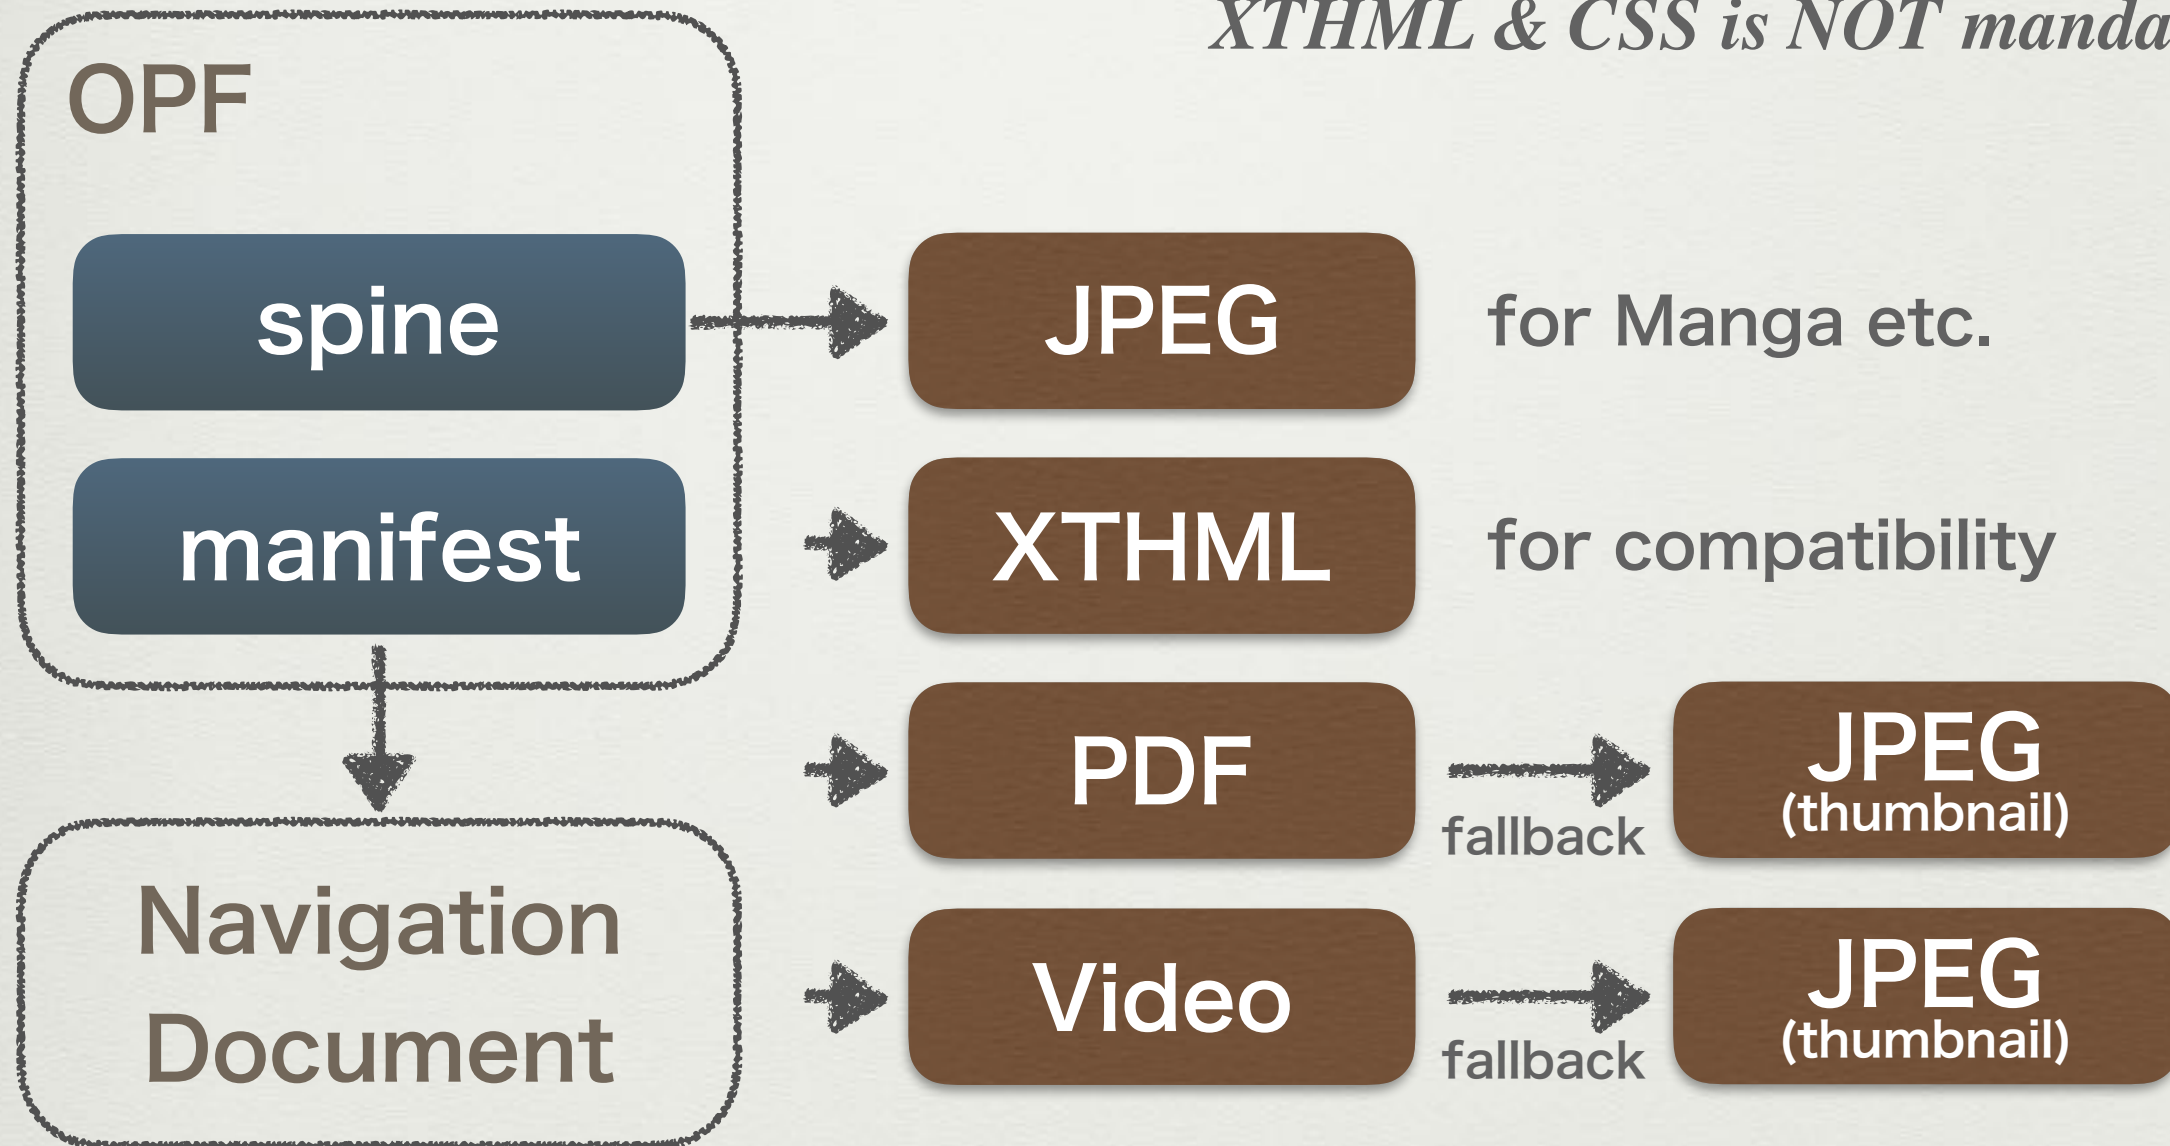 XTHML & CSS is NOT
OPF
spine
JPEG
for Manga etc.
manifest
XTHML
for compatibility
PDF
fallback
JPEG
(thumbnail)
Navigation
Document
Video
fallback
JPEG
(thumbnail)